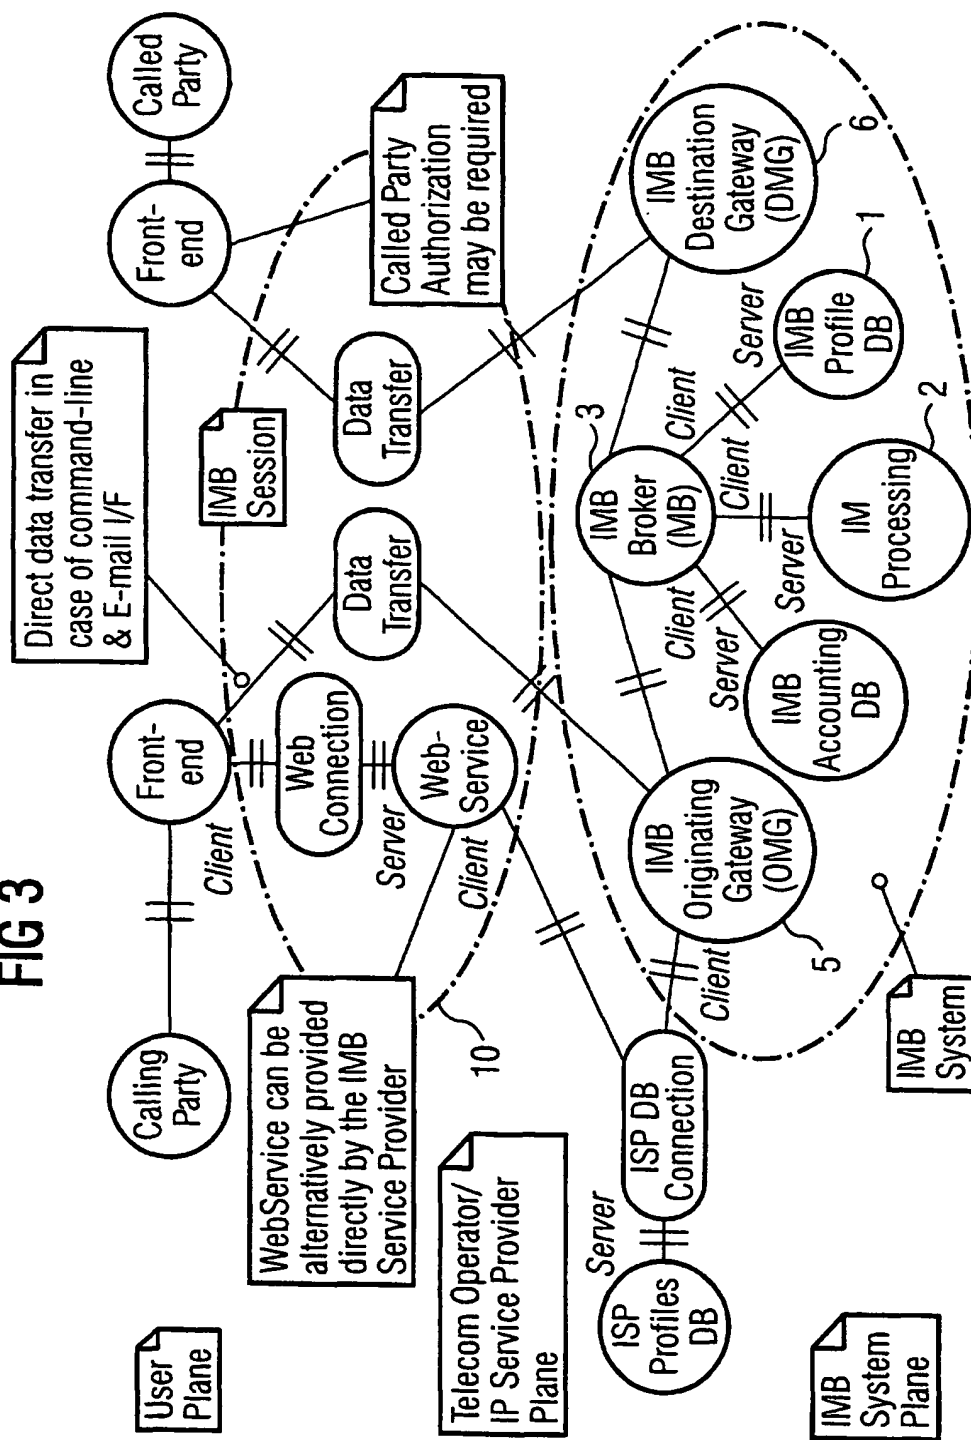 FIG 3
User
Plane
Calling
Party
Front-
end
Direct data transfer in
case of command-line
& E-mail I/F
Front-
end
Called
Party
WebService can be
alternatively provided
directly by the IMB
Service Provider
Client
Web
Connection
Server
Web-
Service
Client
IMB
Session
Data
Transfer
Data
Transfer
Called Party
Authorization
may be required
10
Telecom Operator/
IP Service Provider
Plane
Server
ISP
Profiles
DB
ISP DB
Connection
Client
IMB
Originating
Gateway
(OMG)
5
IMB
Broker
(MB)
3
Client
Server
IMB
Accounting
DB
Client
Server
IM
Processing
2
Client
Server
IMB
Profile
DB
1
IMB
Destination
Gateway
(DMG)
6
IMB
System
IMB
System
Plane